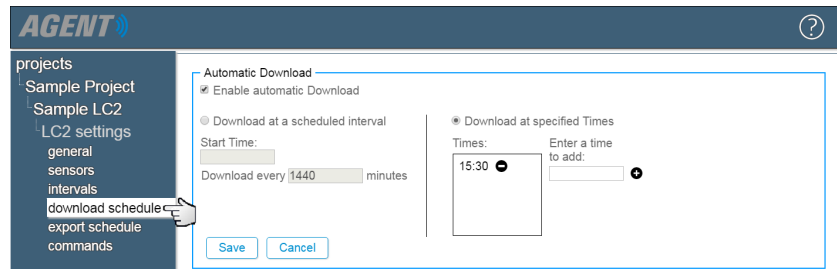 AGENT
?
projects
Sample Project
Sample LC2
LC2 settings
general
sensors
intervals
download schedule
export schedule
commands
Automatic Download
Enable automatic Download
Download at a scheduled interval
Start Time:
Download every 1440 minutes
Download at specified Times
Times:
15:30
Enter a time
to add:
Save
Cancel